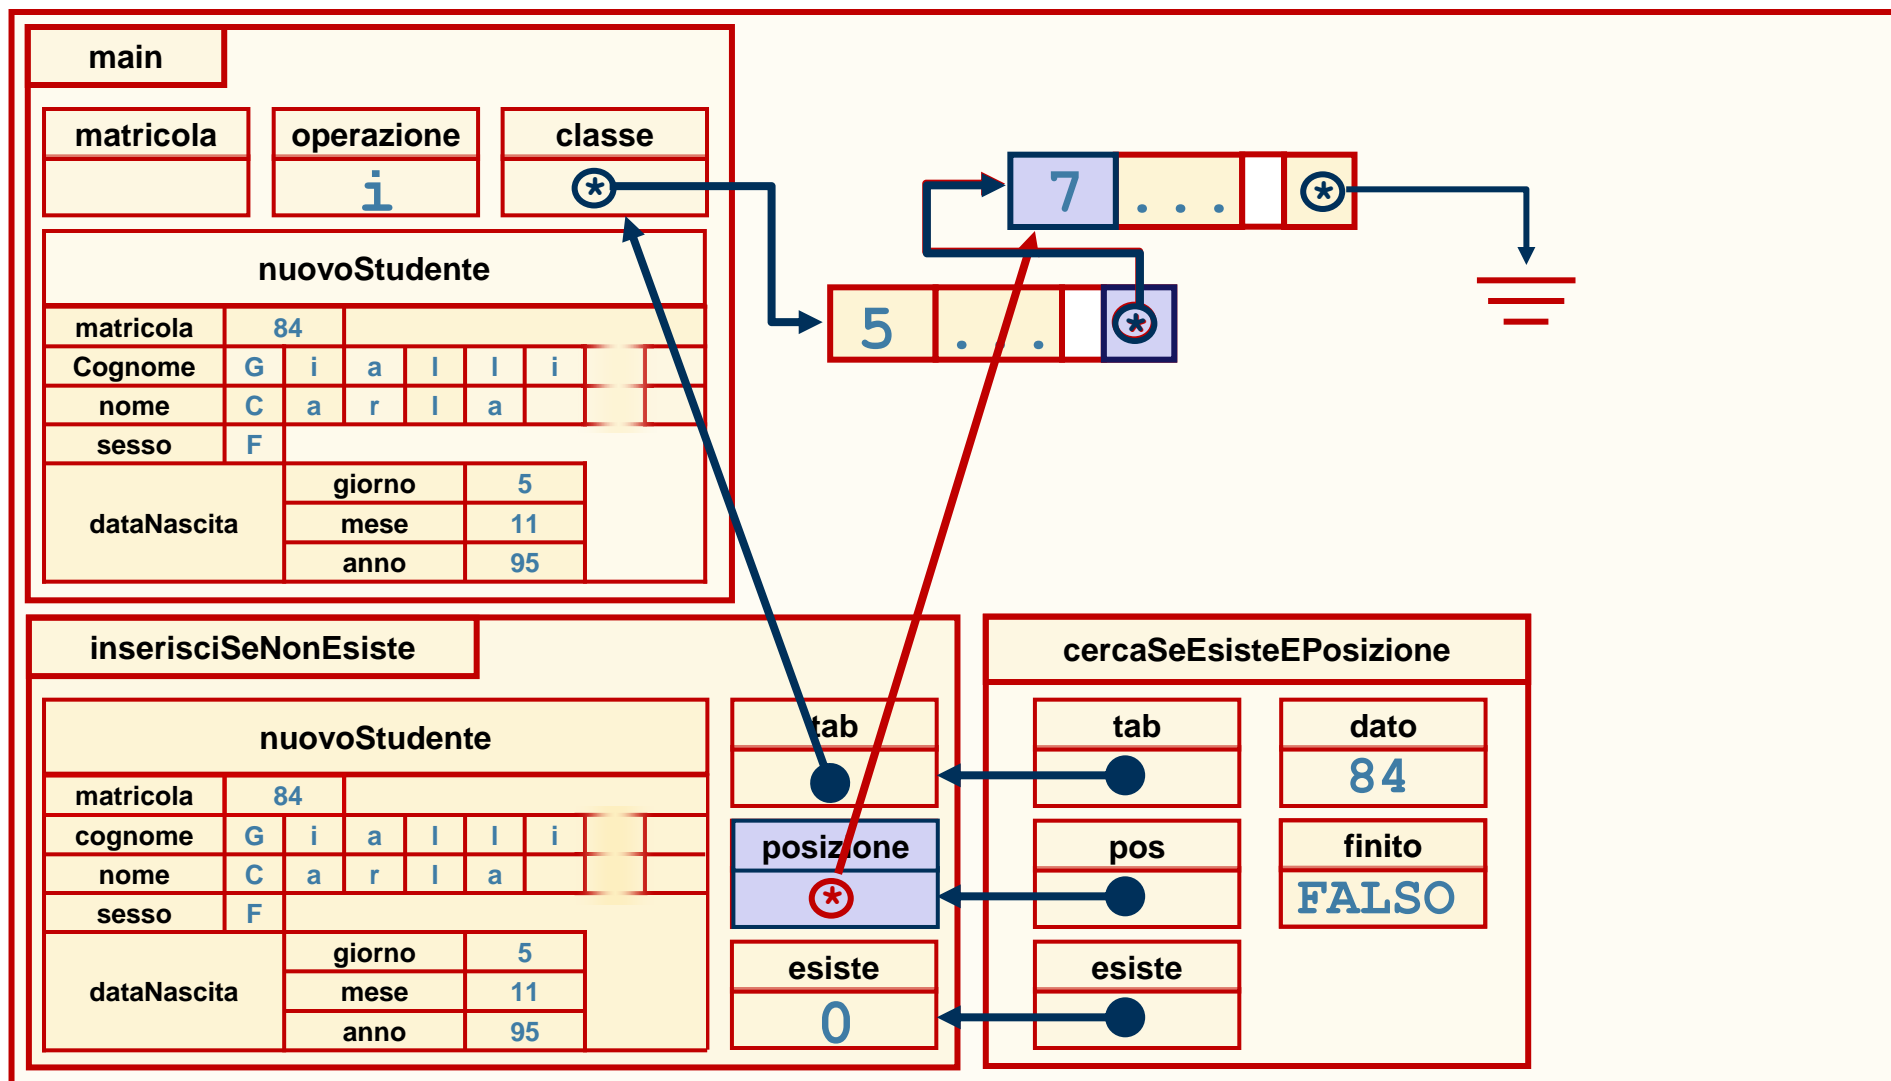 main
matricola operazione classe
i *
7 . . . *
nuovoStudente
5 . . . *
matricola 84
Cognome G i a l l i
nome C a r l a
sesso F
dataNascita
giorno 5
mese 11
anno 95
inserisciSeNonEsiste
nuovoStudente
matricola 84
cognome G i a l l i
nome C a r l a
sesso F
dataNascita
giorno 5
mese 11
anno 95
tab
posizione
*
esiste
0
cercaSeEsisteEPosizione
tab dato
84
pos finito
FALSO
esiste